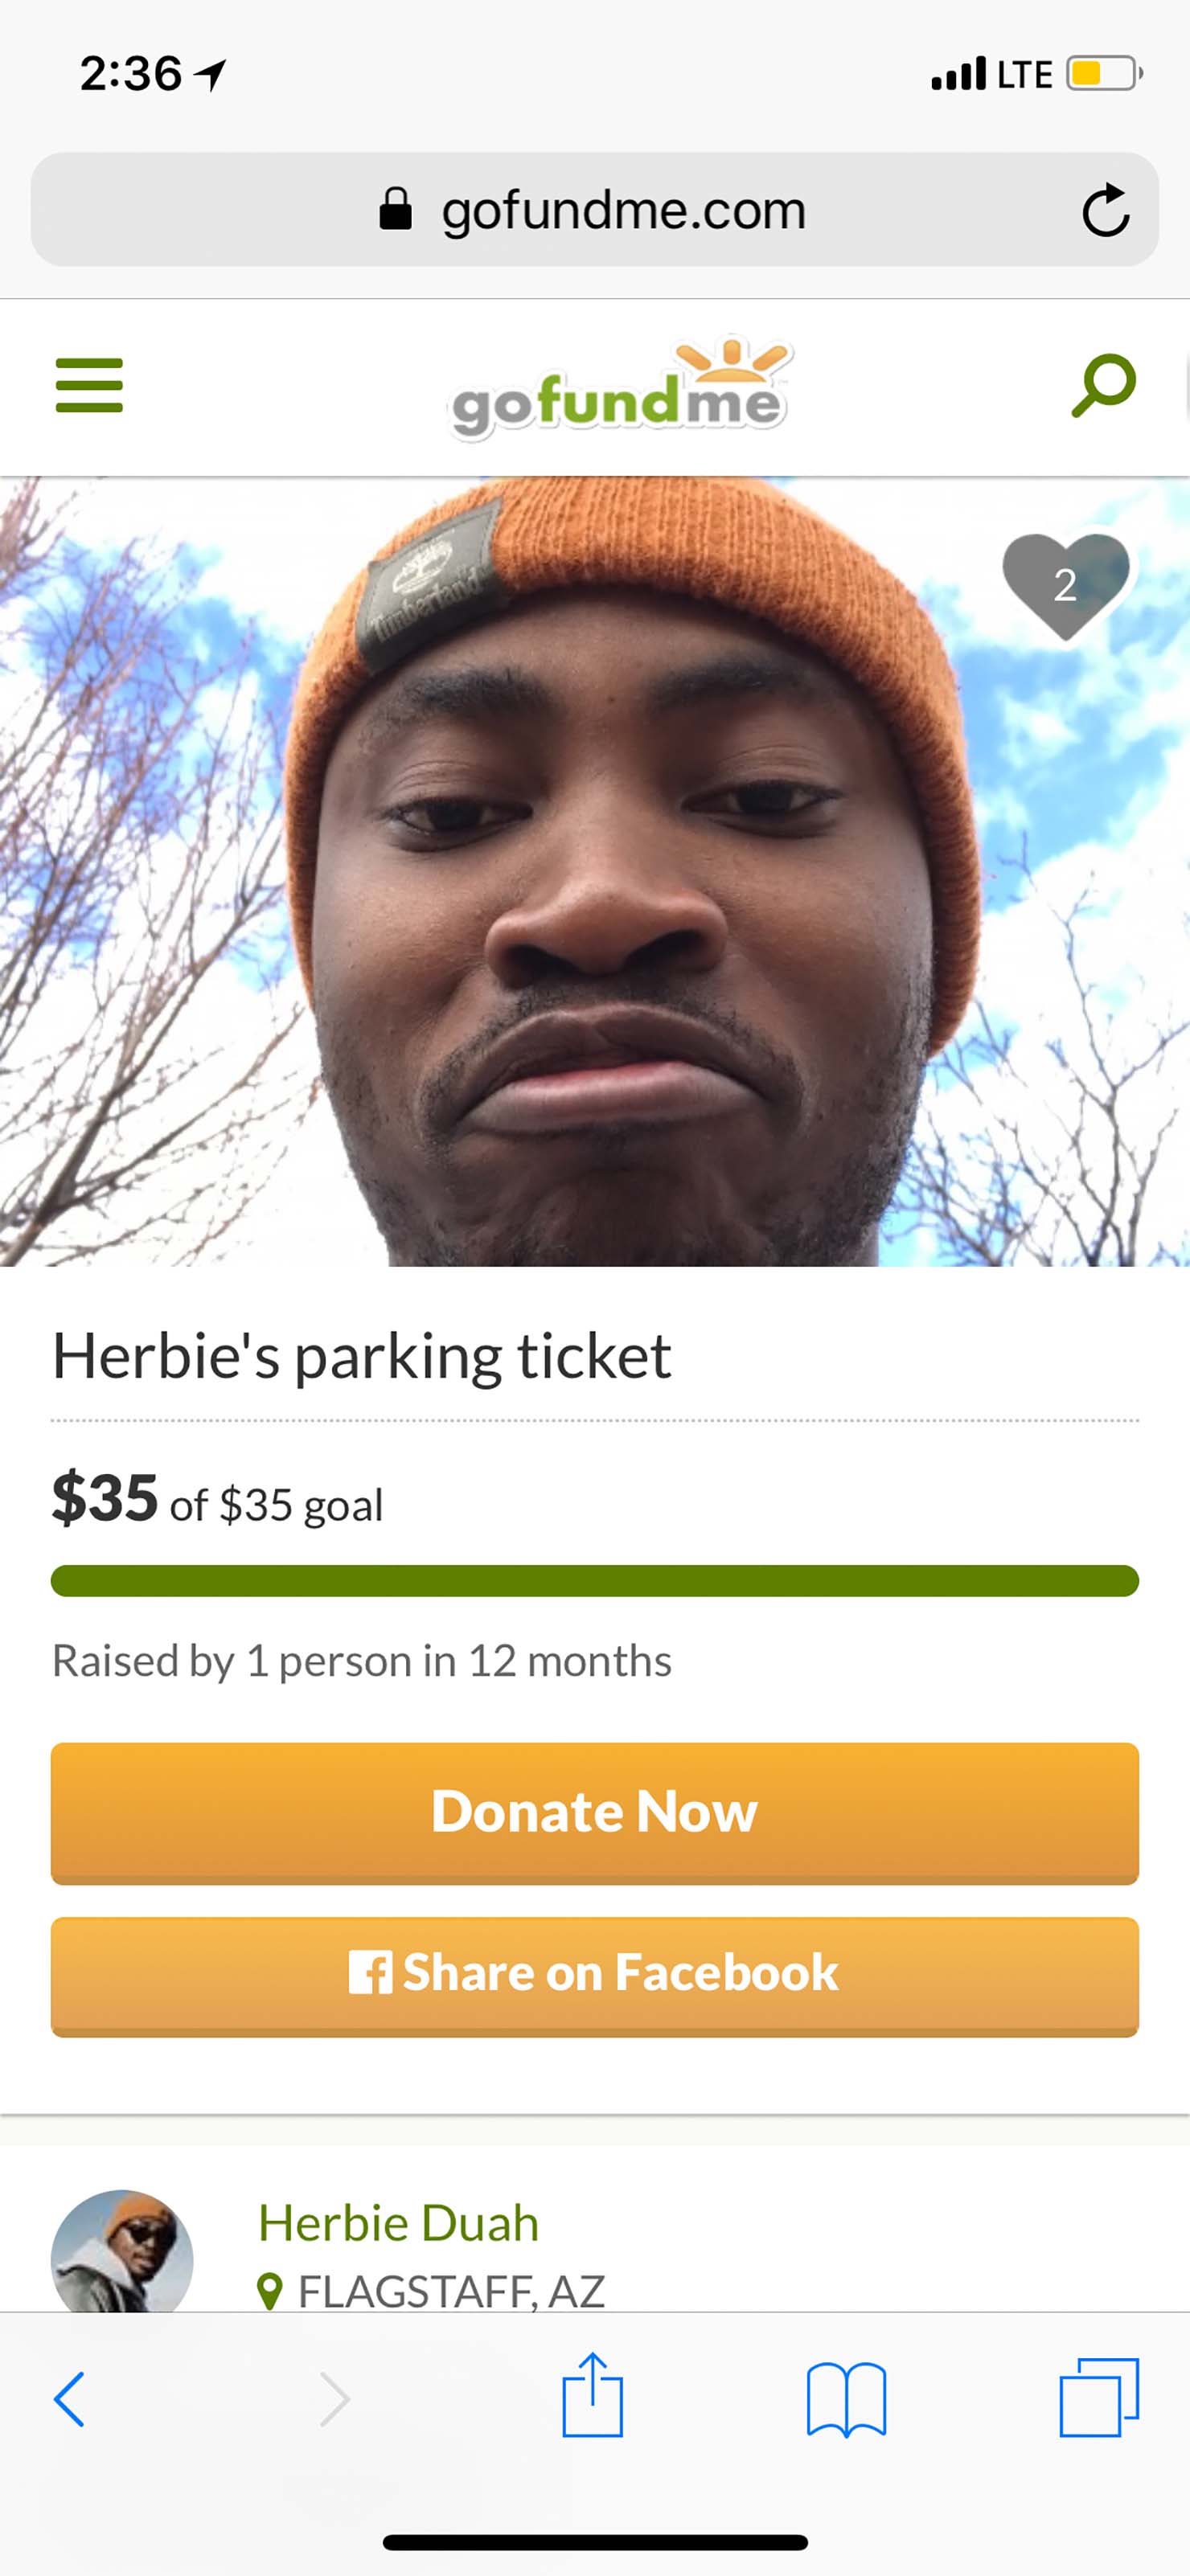 2:36 LTE
gofundme.com
gofundme
Timberland
2
Herbie's parking ticket
$35 of $35 goal
Raised by 1 person in 12 months
Donate Now
Share on Facebook
Herbie Duah
FLAGSTAFF, AZ